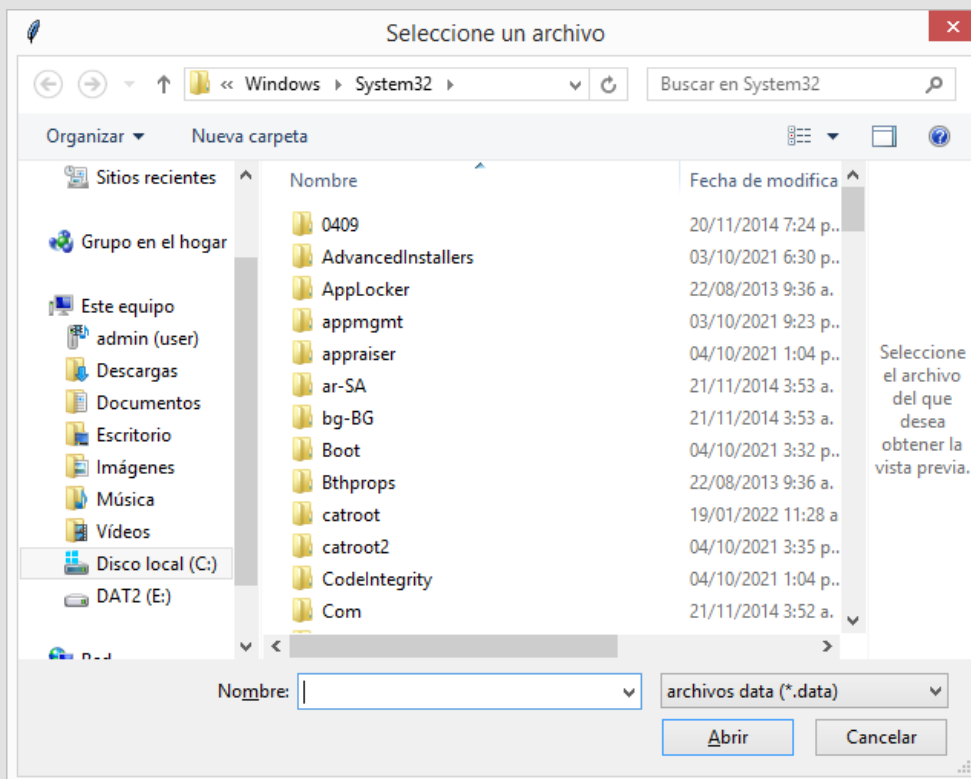 Seleccione un archivo
« Windows System32
Buscar en System32
Organizar
Nueva carpeta
Sitios recientes
Grupo en el hogar
Este equipo
admin (user)
Descargas
Documentos
Escritorio
Imágenes
Música
Vídeos
Disco local (C:)
DAT2 (E:)
Nombre Fecha de modifica
0409 20/11/2014 7:24 p..
AdvancedInstallers 03/10/2021 6:30 p..
AppLocker 22/08/2013 9:36 a.
appmgmt 03/10/2021 9:23 p..
appraiser 04/10/2021 1:04 p..
ar-SA 21/11/2014 3:53 a.
bg-BG 21/11/2014 3:53 a.
Boot 04/10/2021 3:32 p..
Bthprops 22/08/2013 9:36 a.
catroot 19/01/2022 11:28 a
catroot2 04/10/2021 3:35 p..
CodeIntegrity 04/10/2021 1:04 p..
Com 21/11/2014 3:52 a.
Seleccione
el archivo
del que
desea
obtener la
vista previa.
Nombre:
archivos data (*.data)
Abrir
Cancelar